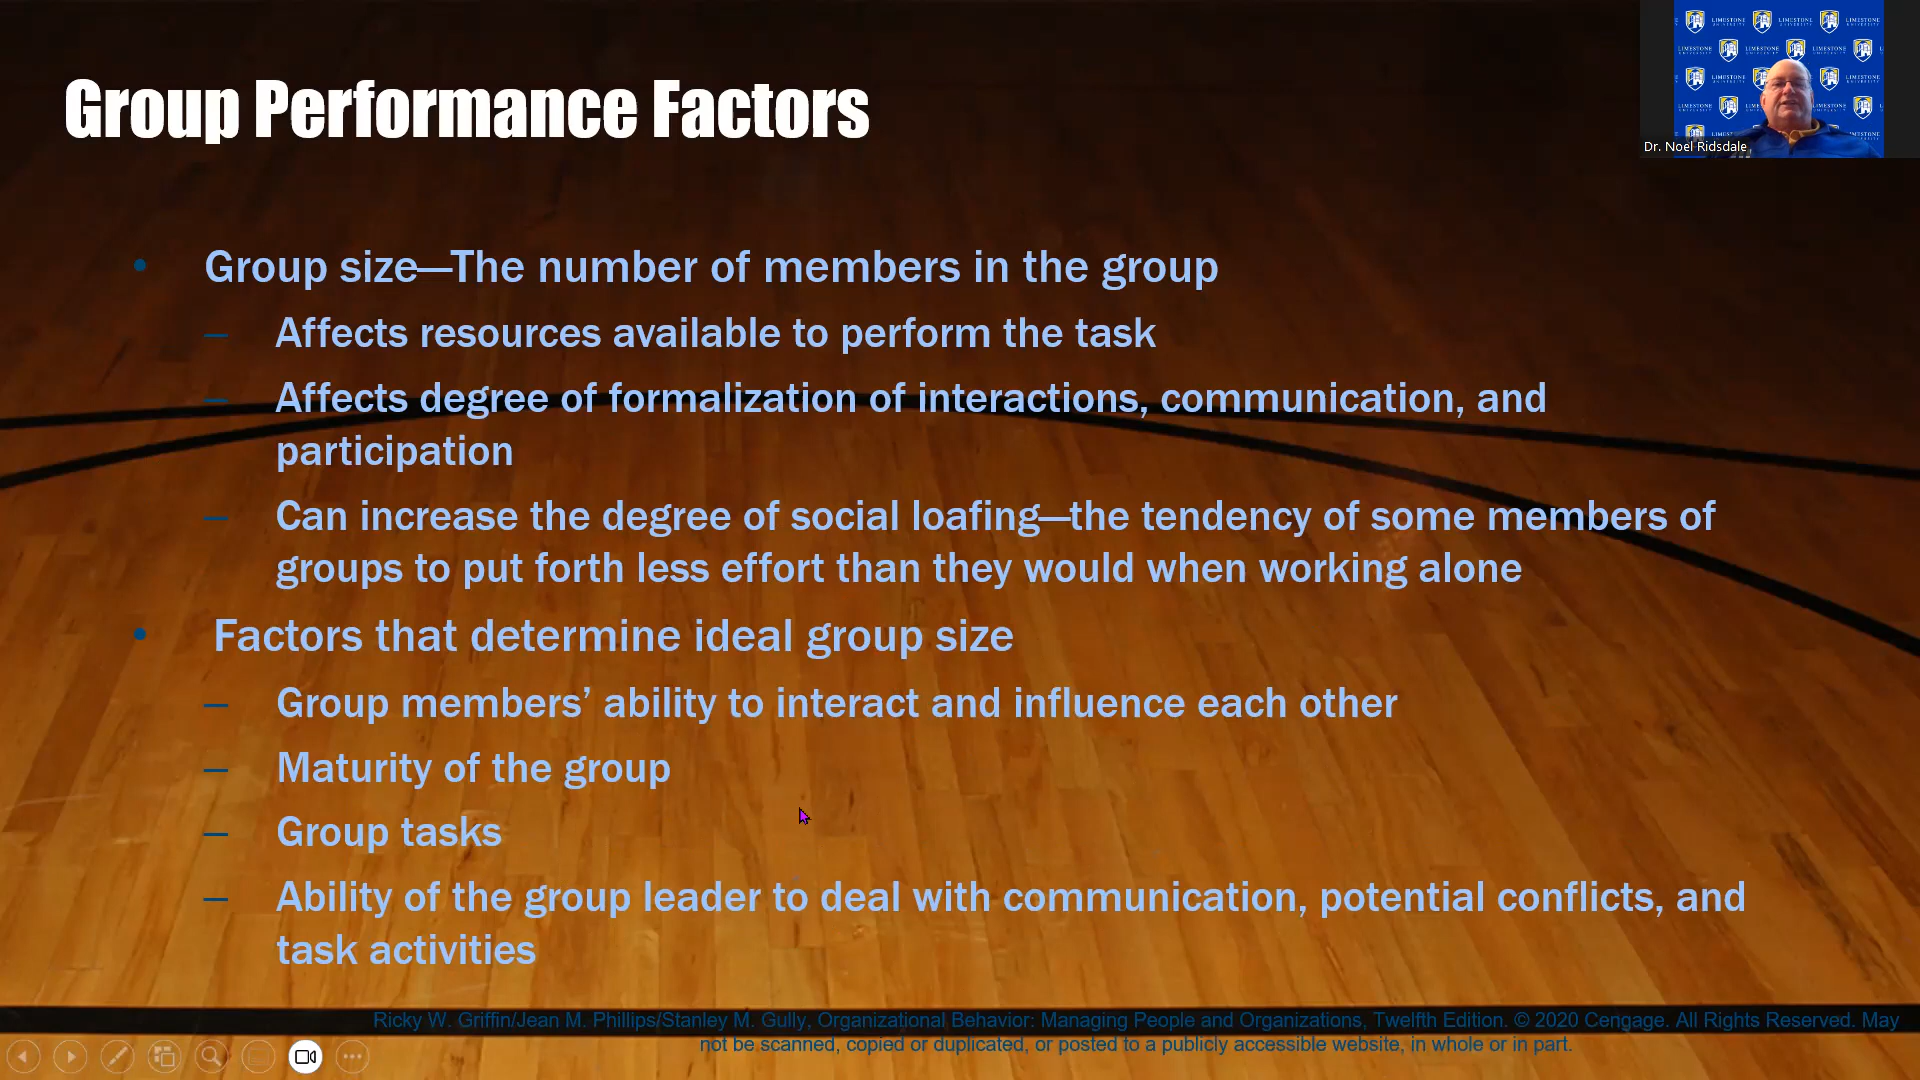 Group Performance Factors
LIMESTONE
UNIVERSITY
Dr. Noel Ridsdale
• Group size—The number of members in the group
– Affects resources available to perform the task
– Affects degree of formalization of interactions, communication, and
participation
– Can increase the degree of social loafing—the tendency of some members of
groups to put forth less effort than they would when working alone
• Factors that determine ideal group size
– Group members’ ability to interact and influence each other
– Maturity of the group
– Group tasks
– Ability of the group leader to deal with communication, potential conflicts, and
task activities
Ricky W. Griffin/Jean M. Phillips/Stanley M. Gully, Organizational Behavior: Managing People and Organizations, Twelfth Edition. © 2020 Cengage. All Rights Reserved. May
not be scanned, copied or duplicated, or posted to a publicly accessible website, in whole or in part.